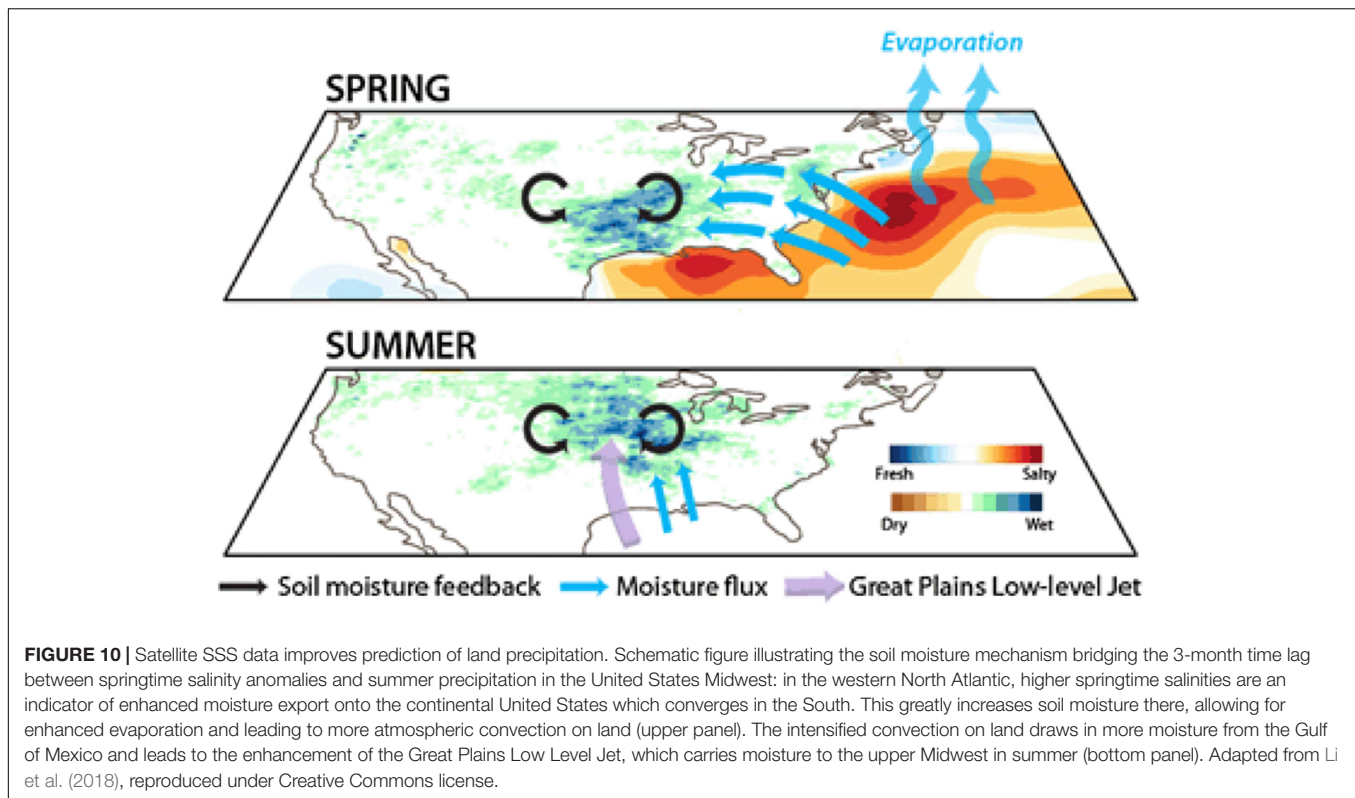 Evaporation
SPRING
SUMMER
Fresh Salty
Dry Wet
Soil moisture feedback Moisture flux Great Plains Low-level Jet
FIGURE 10 | Satellite SSS data improves prediction of land precipitation. Schematic figure illustrating the soil moisture mechanism bridging the 3-month time lag
between springtime salinity anomalies and summer precipitation in the United States Midwest: in the western North Atlantic, higher springtime salinities are an
indicator of enhanced moisture export onto the continental United States which converges in the South. This greatly increases soil moisture there, allowing for
enhanced evaporation and leading to more atmospheric convection on land (upper panel). The intensified convection on land draws in more moisture from the Gulf
of Mexico and leads to the enhancement of the Great Plains Low Level Jet, which carries moisture to the upper Midwest in summer (bottom panel). Adapted from Li
et al. (2018), reproduced under Creative Commons license.